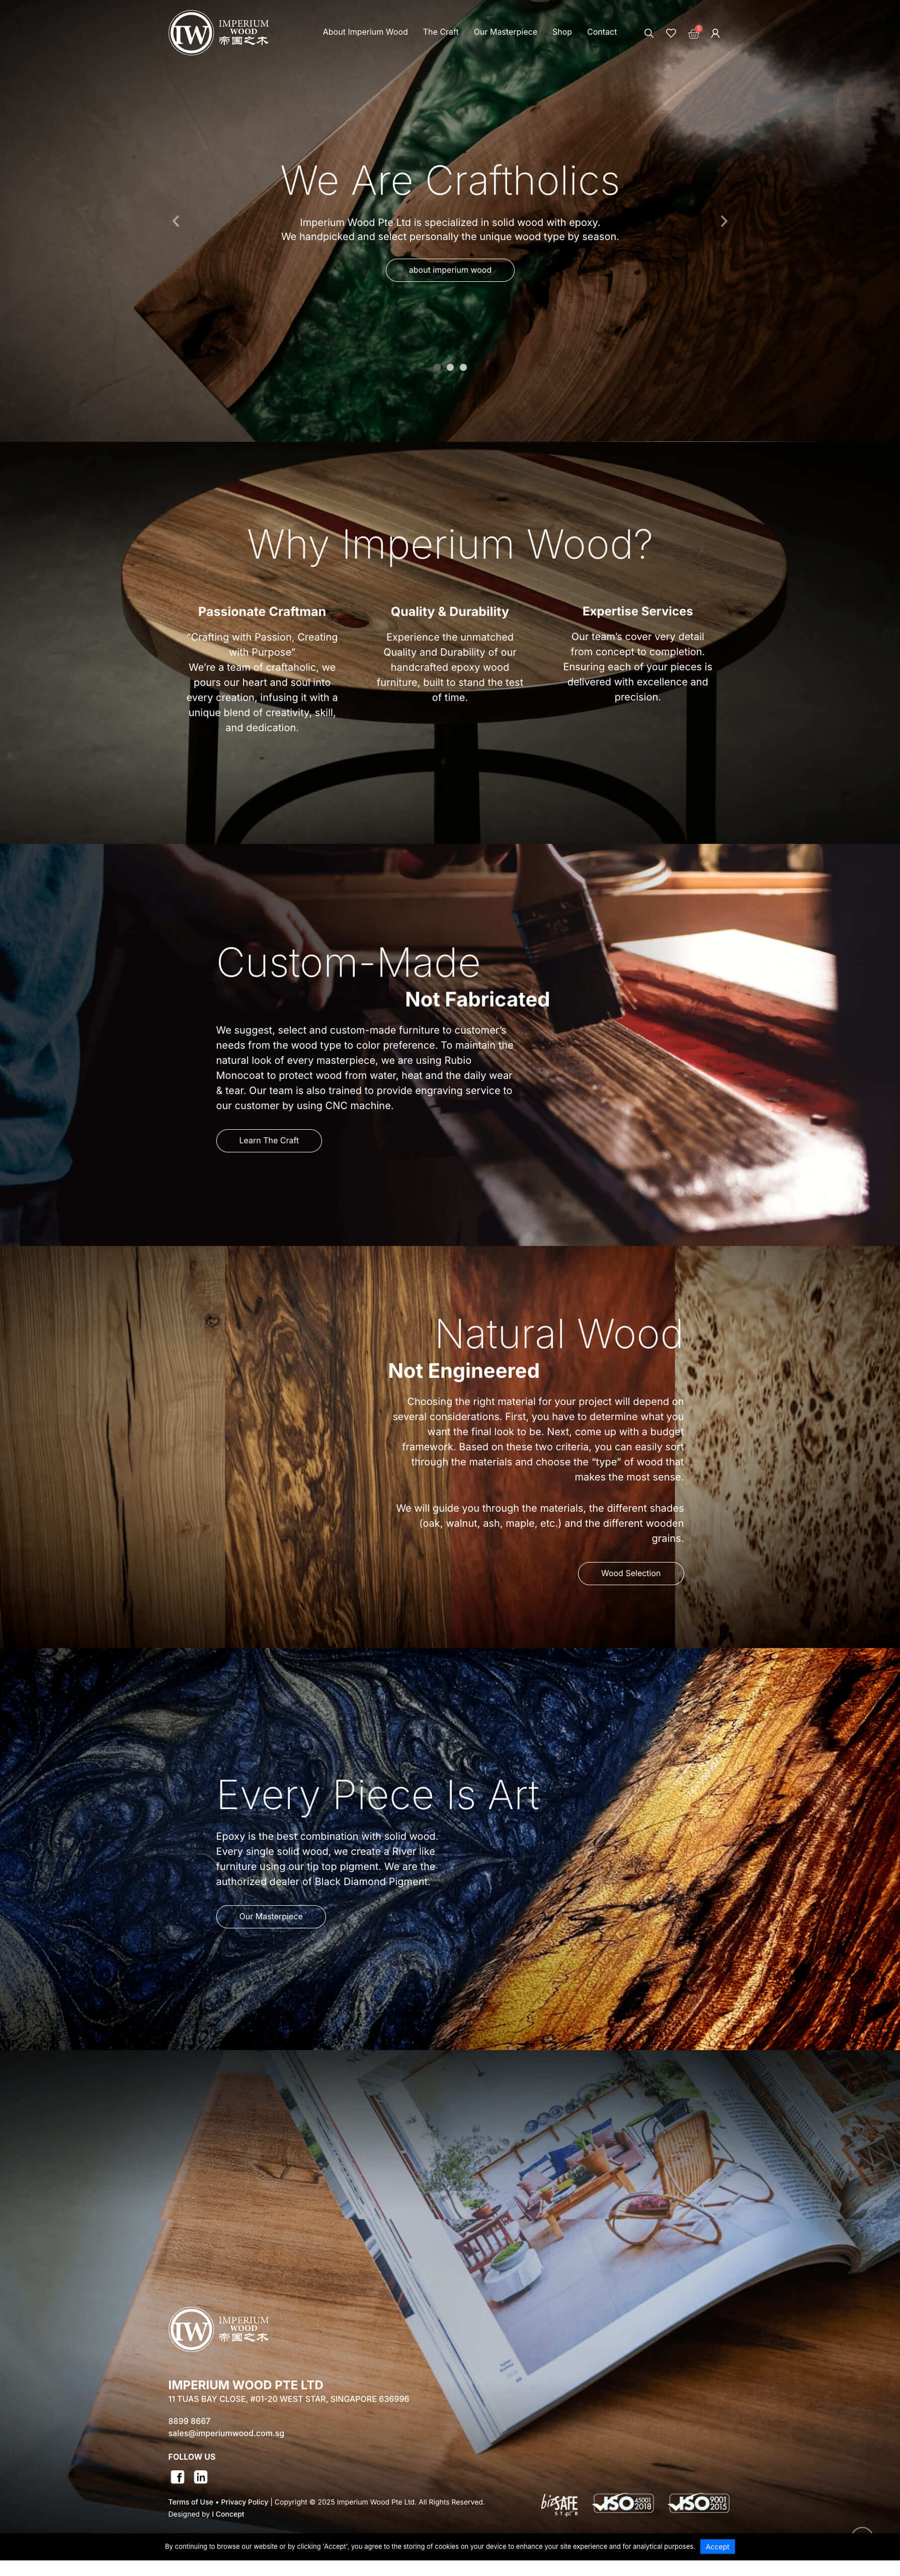 IW
IMPERIUM
WOOD
帝国之木
About Imperium Wood The Craft Our Masterpiece Shop Contact
We Are Craftholics
Imperium Wood Pte Ltd is specialized in solid wood with epoxy.
We handpicked and select personally the unique wood type by season.
about imperium wood
Why Imperium Wood?
Passionate Craftman
“Crafting with Passion, Creating
with Purpose”
We’re a team of craftaholic, we
pours our heart and soul into
every creation, infusing it with a
unique blend of creativity, skill,
and dedication.
Quality & Durability
Experience the unmatched
Quality and Durability of our
handcrafted epoxy wood
furniture, built to stand the test
of time.
Expertise Services
Our team’s cover very detail
from concept to completion.
Ensuring each of your pieces is
delivered with excellence and
precision.
Custom-Made
Not Fabricated
We suggest, select and custom-made furniture to customer’s
needs from the wood type to color preference. To maintain the
natural look of every masterpiece, we are using Rubio
Monocoat to protect wood from water, heat and the daily wear
& tear. Our team is also trained to provide engraving service to
our customer by using CNC machine.
Learn The Craft
Natural Wood
Not Engineered
Choosing the right material for your project will depend on
several considerations. First, you have to determine what you
want the final look to be. Next, come up with a budget
framework. Based on these two criteria, you can easily sort
through the materials and choose the “type” of wood that
makes the most sense.
We will guide you through the materials, the different shades
(oak, walnut, ash, maple, etc.) and the different wooden
grains.
Wood Selection
Every Piece Is Art
Epoxy is the best combination with solid wood.
Every single solid wood, we create a River like
furniture using our tip top pigment. We are the
authorized dealer of Black Diamond Pigment.
Our Masterpiece
IW
IMPERIUM
WOOD
帝国之木
IMPERIUM WOOD PTE LTD
11 TUAS BAY CLOSE, #01-20 WEST STAR, SINGAPORE 636996
8899 8667
sales@imperiumwood.com.sg
FOLLOW US
Terms of Use • Privacy Policy | Copyright © 2025 Imperium Wood Pte Ltd. All Rights Reserved.
Designed by I Concept
bizSAFE
STAR
ISO 45001 2018
ISO 9001 2015
By continuing to browse our website or by clicking 'Accept', you agree to the storing of cookies on your device to enhance your site experience and for analytical purposes. Accept